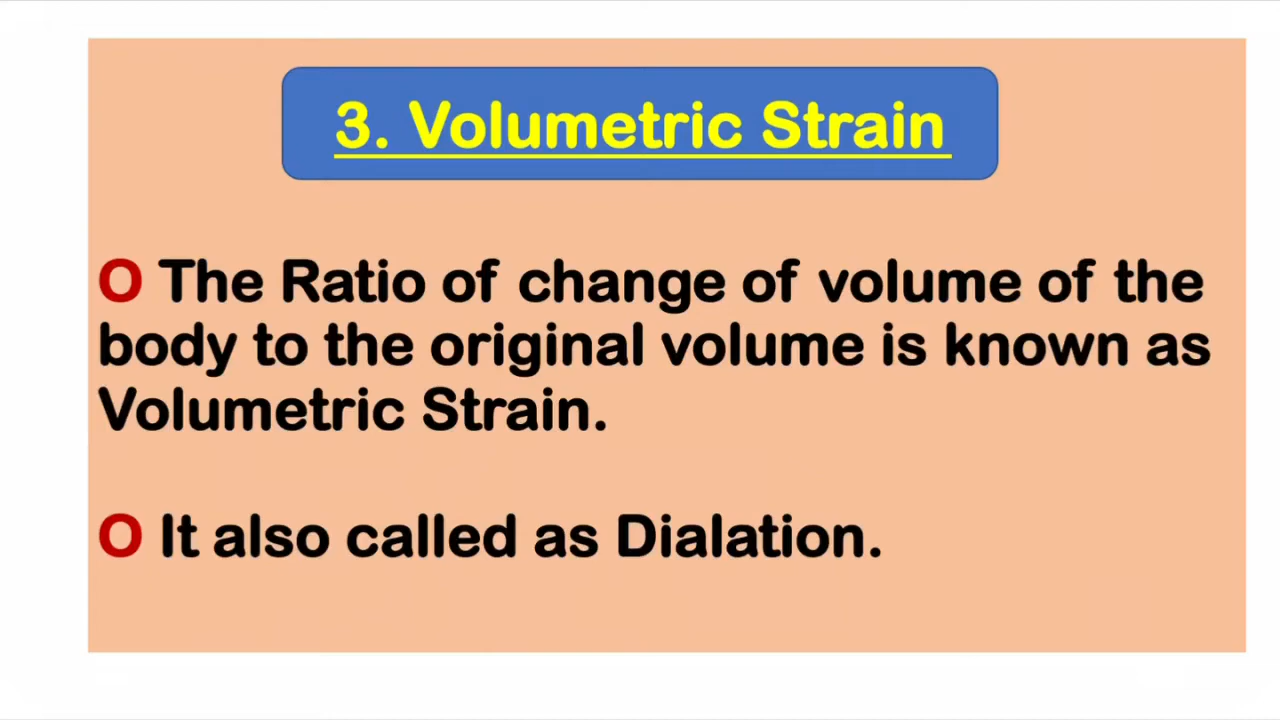 3. Volumetric Strain
O The Ratio of change of volume of the
body to the original volume is known as
Volumetric Strain.
O It also called as Dialation.